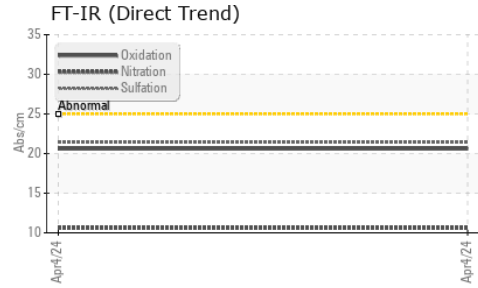 FT-IR (Direct Trend)
35
Oxidation
30
Nitration
Sulfation
Abnormal
25
Abs/cm
20
15
10
Apr4/24
Apr4/24